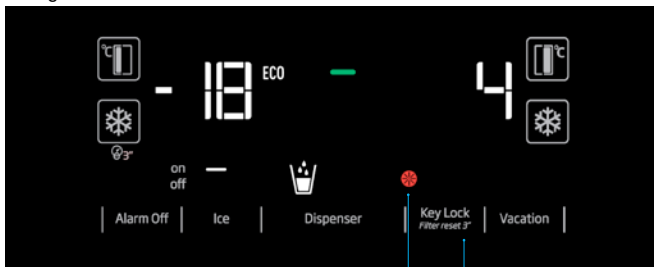 °C
°C
-18 ECO
4
3"
on
off
Alarm Off
Ice
Dispenser
Key Lock
Filter reset 3"
Vacation